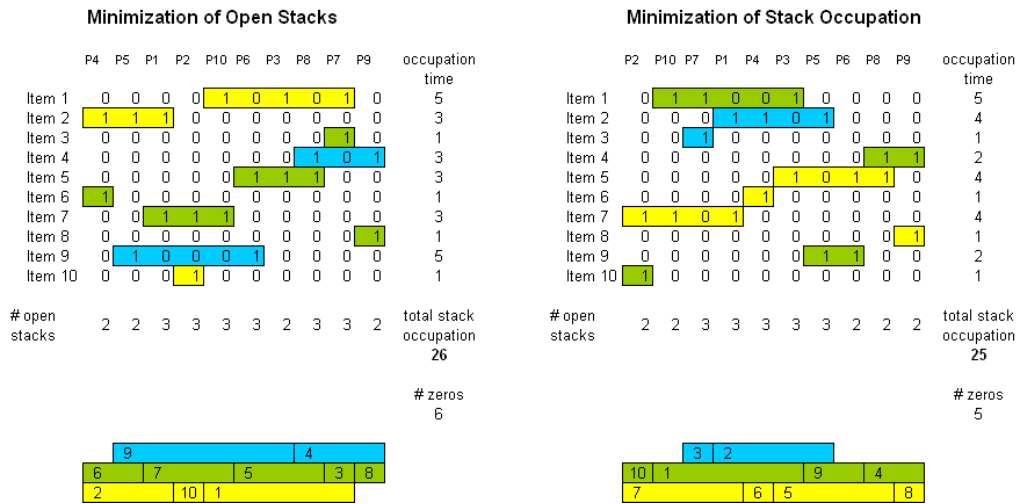 Minimization of Open Stacks
P4 P5 P1 P2 P10 P6 P3 P8 P7 P9 occupation
time
Item 1 0 0 0 0 1 0 1 0 1 0 5
Item 2 1 1 1 0 0 0 0 0 0 0 3
Item 3 0 0 0 0 0 0 0 0 1 0 1
Item 4 0 0 0 0 0 0 0 1 0 1 3
Item 5 0 0 0 0 0 1 1 1 0 0 3
Item 6 1 0 0 0 0 0 0 0 0 0 1
Item 7 0 0 1 1 1 0 0 0 0 0 3
Item 8 0 0 0 0 0 0 0 0 0 1 1
Item 9 0 1 0 0 0 1 0 0 0 0 5
Item 10 0 0 0 1 0 0 0 0 0 0 1
# open
stacks
2 2 3 3 3 3 2 3 3 2
total stack
occupation
26
# zeros
6
9 4
6 7 5 3 8
2 10 1
Minimization of Stack Occupation
P2 P10 P7 P1 P4 P3 P5 P6 P8 P9 occupation
time
Item 1 0 1 1 0 0 1 0 0 0 0 5
Item 2 0 0 0 1 1 0 1 0 0 0 4
Item 3 0 0 1 0 0 0 0 0 0 0 1
Item 4 0 0 0 0 0 0 0 0 1 1 2
Item 5 0 0 0 0 0 1 0 1 1 0 4
Item 6 0 0 0 0 1 0 0 0 0 0 1
Item 7 1 1 0 1 0 0 0 0 0 0 4
Item 8 0 0 0 0 0 0 0 0 0 1 1
Item 9 0 0 0 0 0 0 1 1 0 0 2
Item 10 1 0 0 0 0 0 0 0 0 0 1
# open
stacks
2 2 3 3 3 3 3 2 2 2
total stack
occupation
25
# zeros
5
3 2
10 1 9 4
7 6 5 8